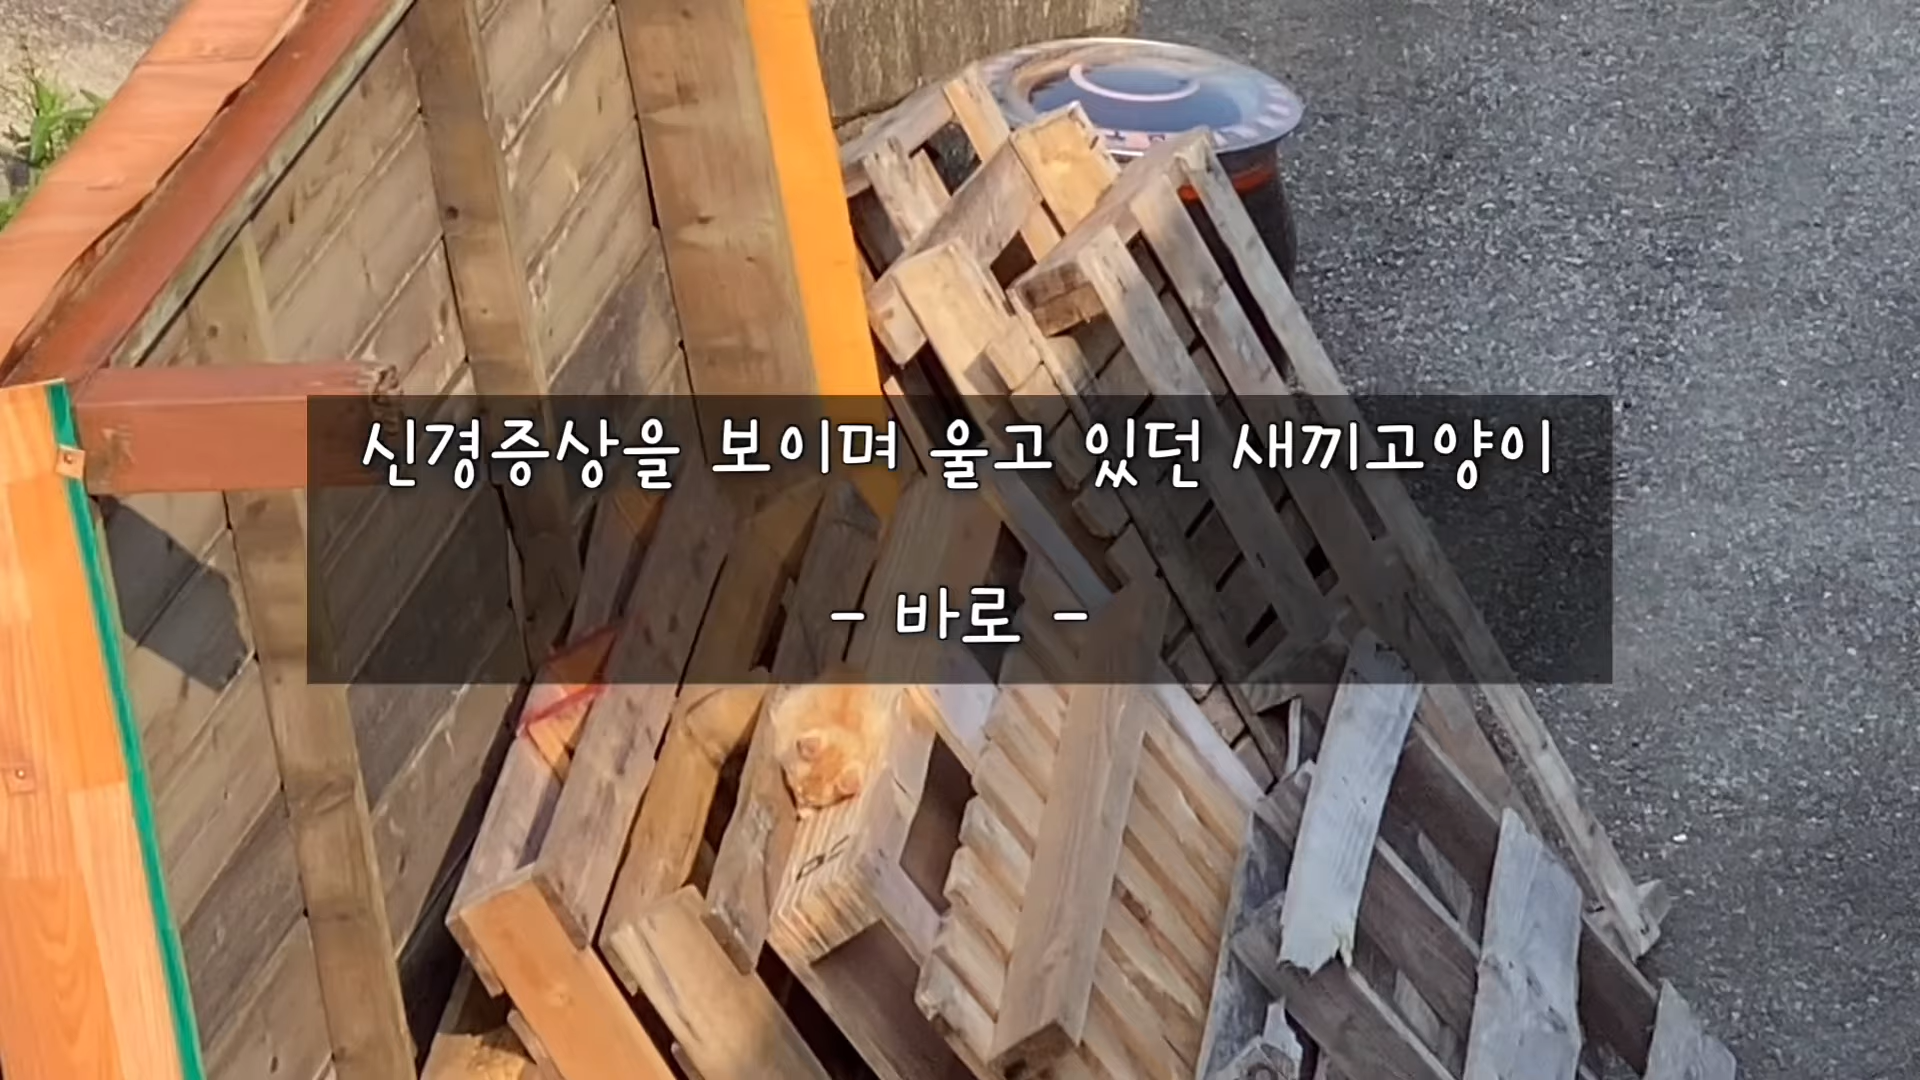 신경증상을 보이며 울고 있던 새끼고양이
- 바로 -